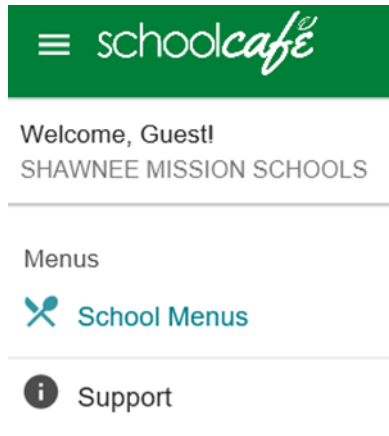 schoolcafé
Welcome, Guest!
SHAWNEE MISSION SCHOOLS
Menus
School Menus
Support